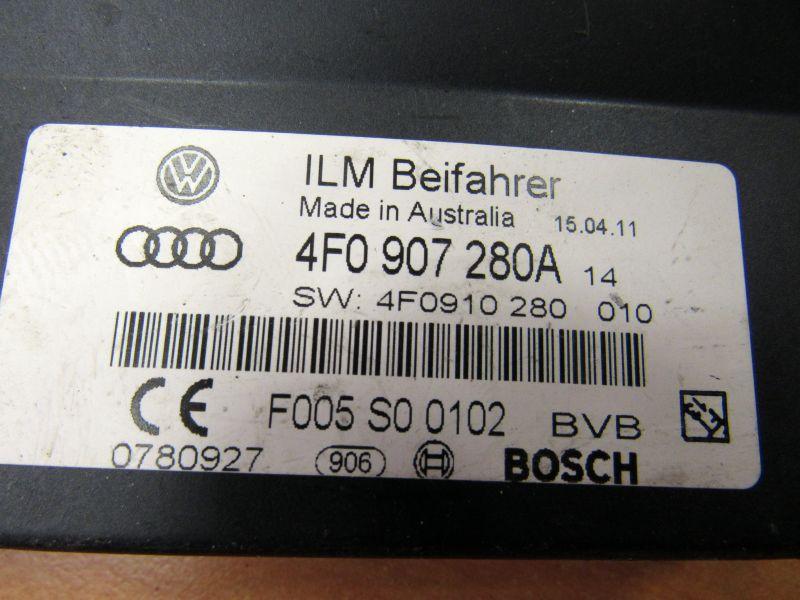 ILM Beifahrer
Made in Australia 15.04.11
4F0 907 280A 14
SW: 4F0910 280 010
CE F005 S0 0102 BVB
0780927 906 BOSCH